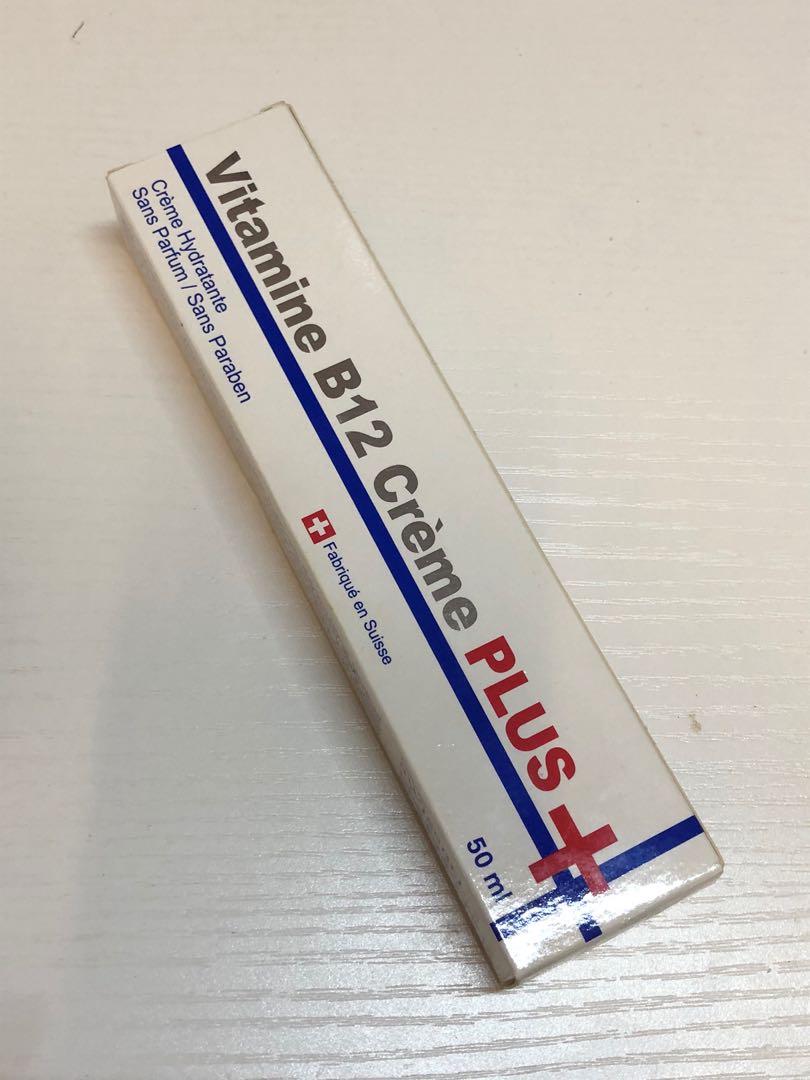 Vitamine B12 Crème PLUS
Crème Hydratante
Sans Parfum / Sans Paraben
Fabriqué en Suisse
50 ml